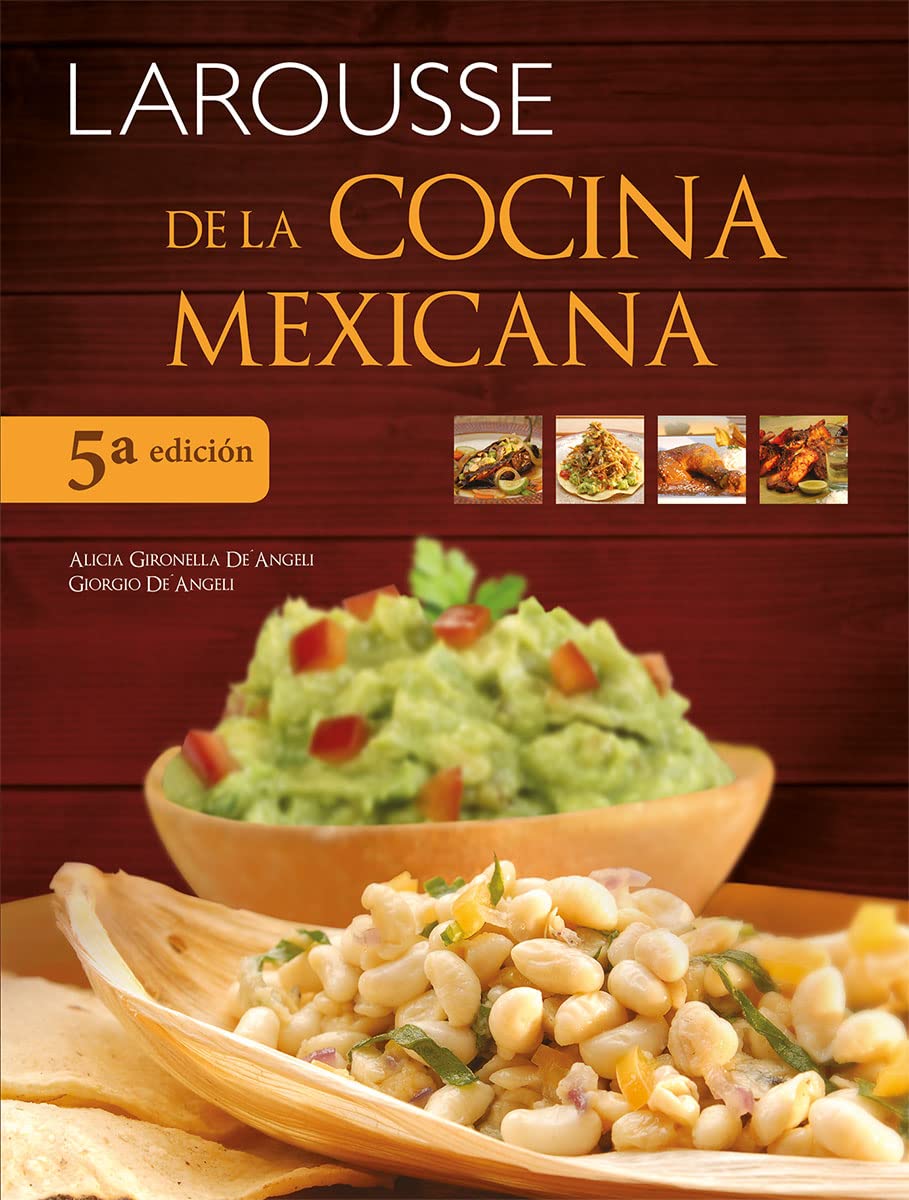 LAROUSSE
DE LA COCINA
MEXICANA
5a edición
ALICIA GIRONELLA DE´ANGELI
GIORGIO DE´ANGELI